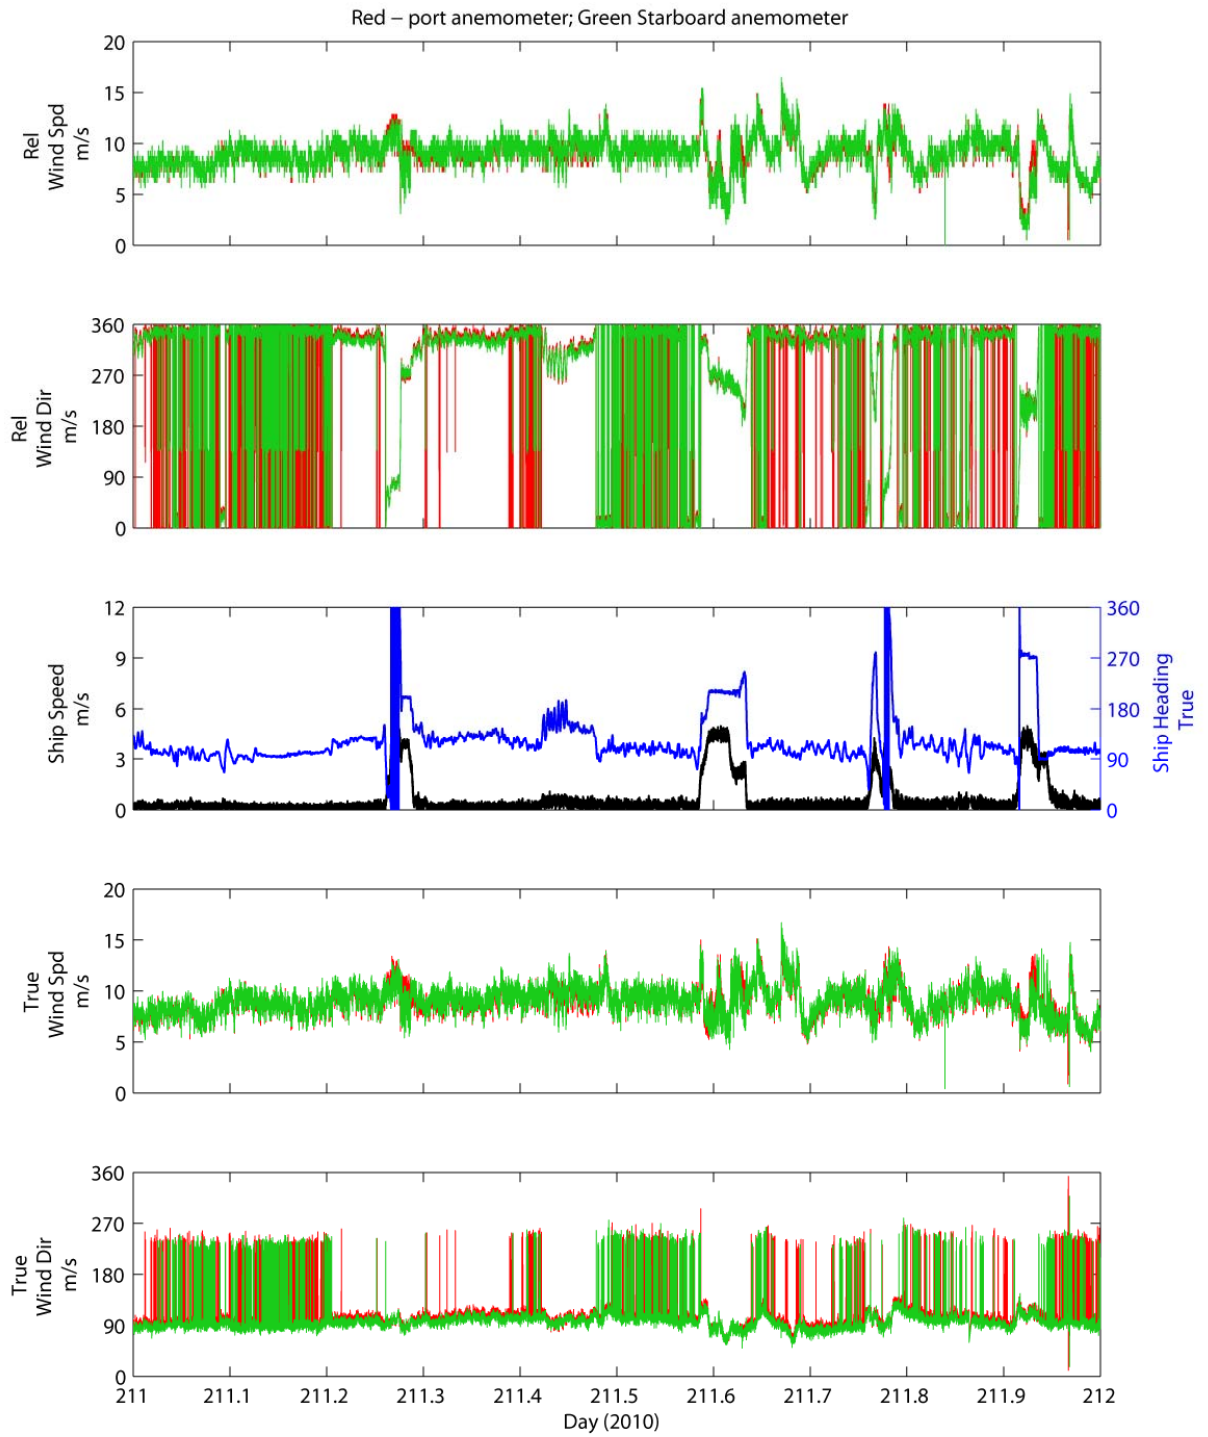 Red – port anemometer; Green Starboard anemometer
20
15
10
5
0
Rel
Wind Spd
m/s
360
270
180
90
0
Rel
Wind Dir
m/s
12
9
6
3
0
Ship Speed
m/s
360
270
180
90
0
Ship Heading
True
20
15
10
5
0
True
Wind Spd
m/s
360
270
180
90
0
True
Wind Dir
m/s
211 211.1 211.2 211.3 211.4 211.5 211.6 211.7 211.8 211.9 212
Day (2010)